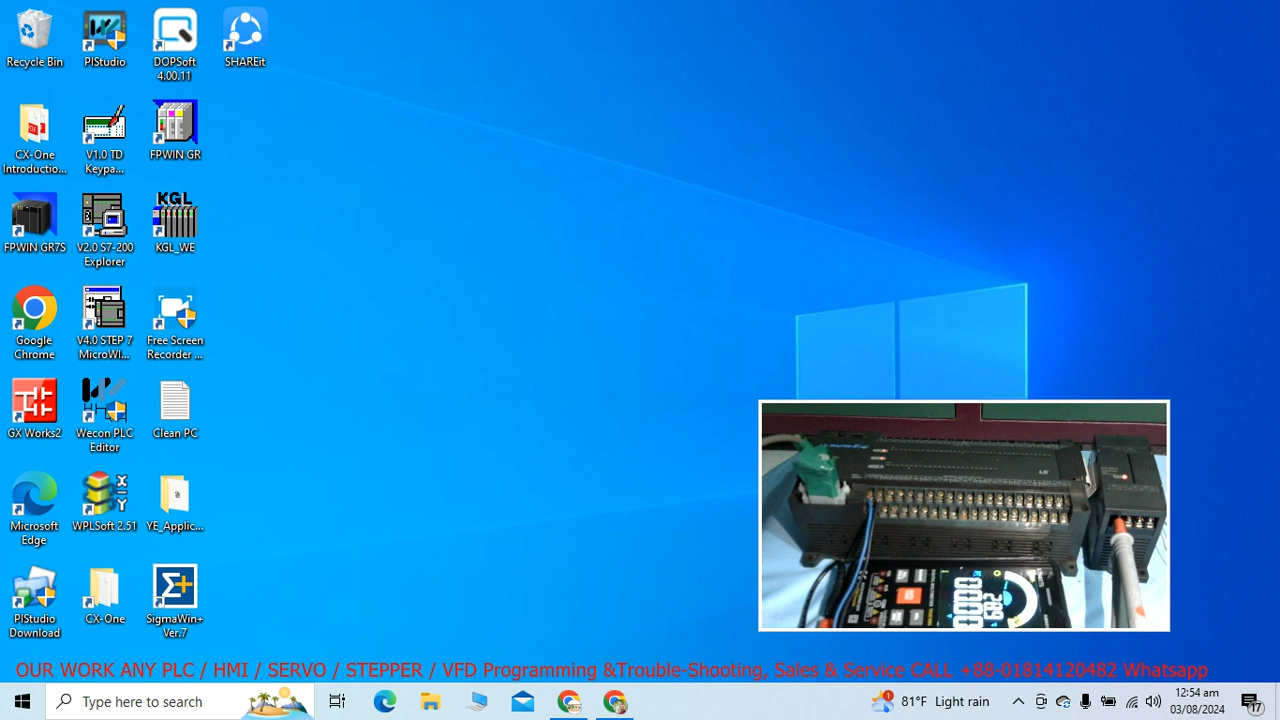 Recycle Bin
PIStudio
DOPSoft 4.00.11
SHAREit
CX-One Introductio...
V1.0 TD Keypa...
FPWIN GR
FPWIN GR7S
V2.0 S7-200 Explorer
KGL
KGL_WE
Google Chrome
V4.0 STEP 7 MicroWI...
Free Screen Recorder ...
GX Works2
Wecon PLC Editor
Clean PC
Microsoft Edge
WPLSoft 2.51
YE_Applic...
PIStudio Download
CX-One
SigmaWin+ Ver.7
OUR WORK ANY PLC / HMI / SERVO / STEPPER / VFD Programming &Trouble-Shooting, Sales & Service CALL +88-01814120482 Whatsapp
Type here to search
1
81°F Light rain
12:54 am
03/08/2024
17